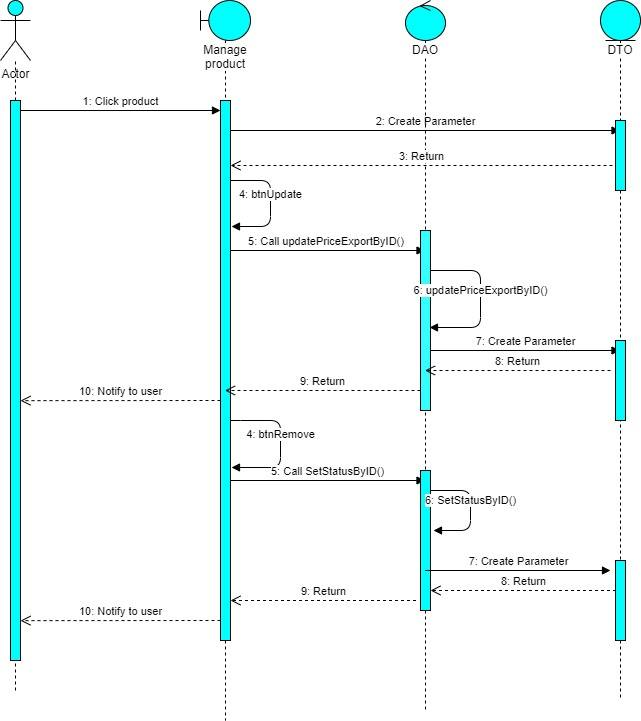 Actor
Manage
product
DAO
DTO
1: Click product
2: Create Parameter
3: Return
4: btnUpdate
5: Call updatePriceExportByID()
6: updatePriceExportByID()
7: Create Parameter
8: Return
9: Return
10: Notify to user
4: btnRemove
5: Call SetStatusByID()
6: SetStatusByID()
7: Create Parameter
8: Return
9: Return
10: Notify to user